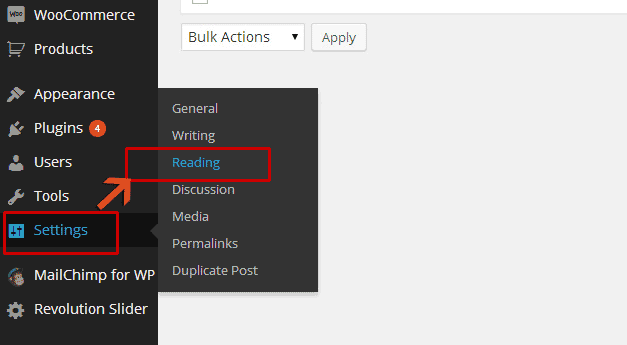 WOO
WooCommerce
Products
Appearance
Plugins 4
Users
Tools
Settings
MailChimp for WP
Revolution Slider
Bulk Actions
Apply
General
Writing
Reading
Discussion
Media
Permalinks
Duplicate Post